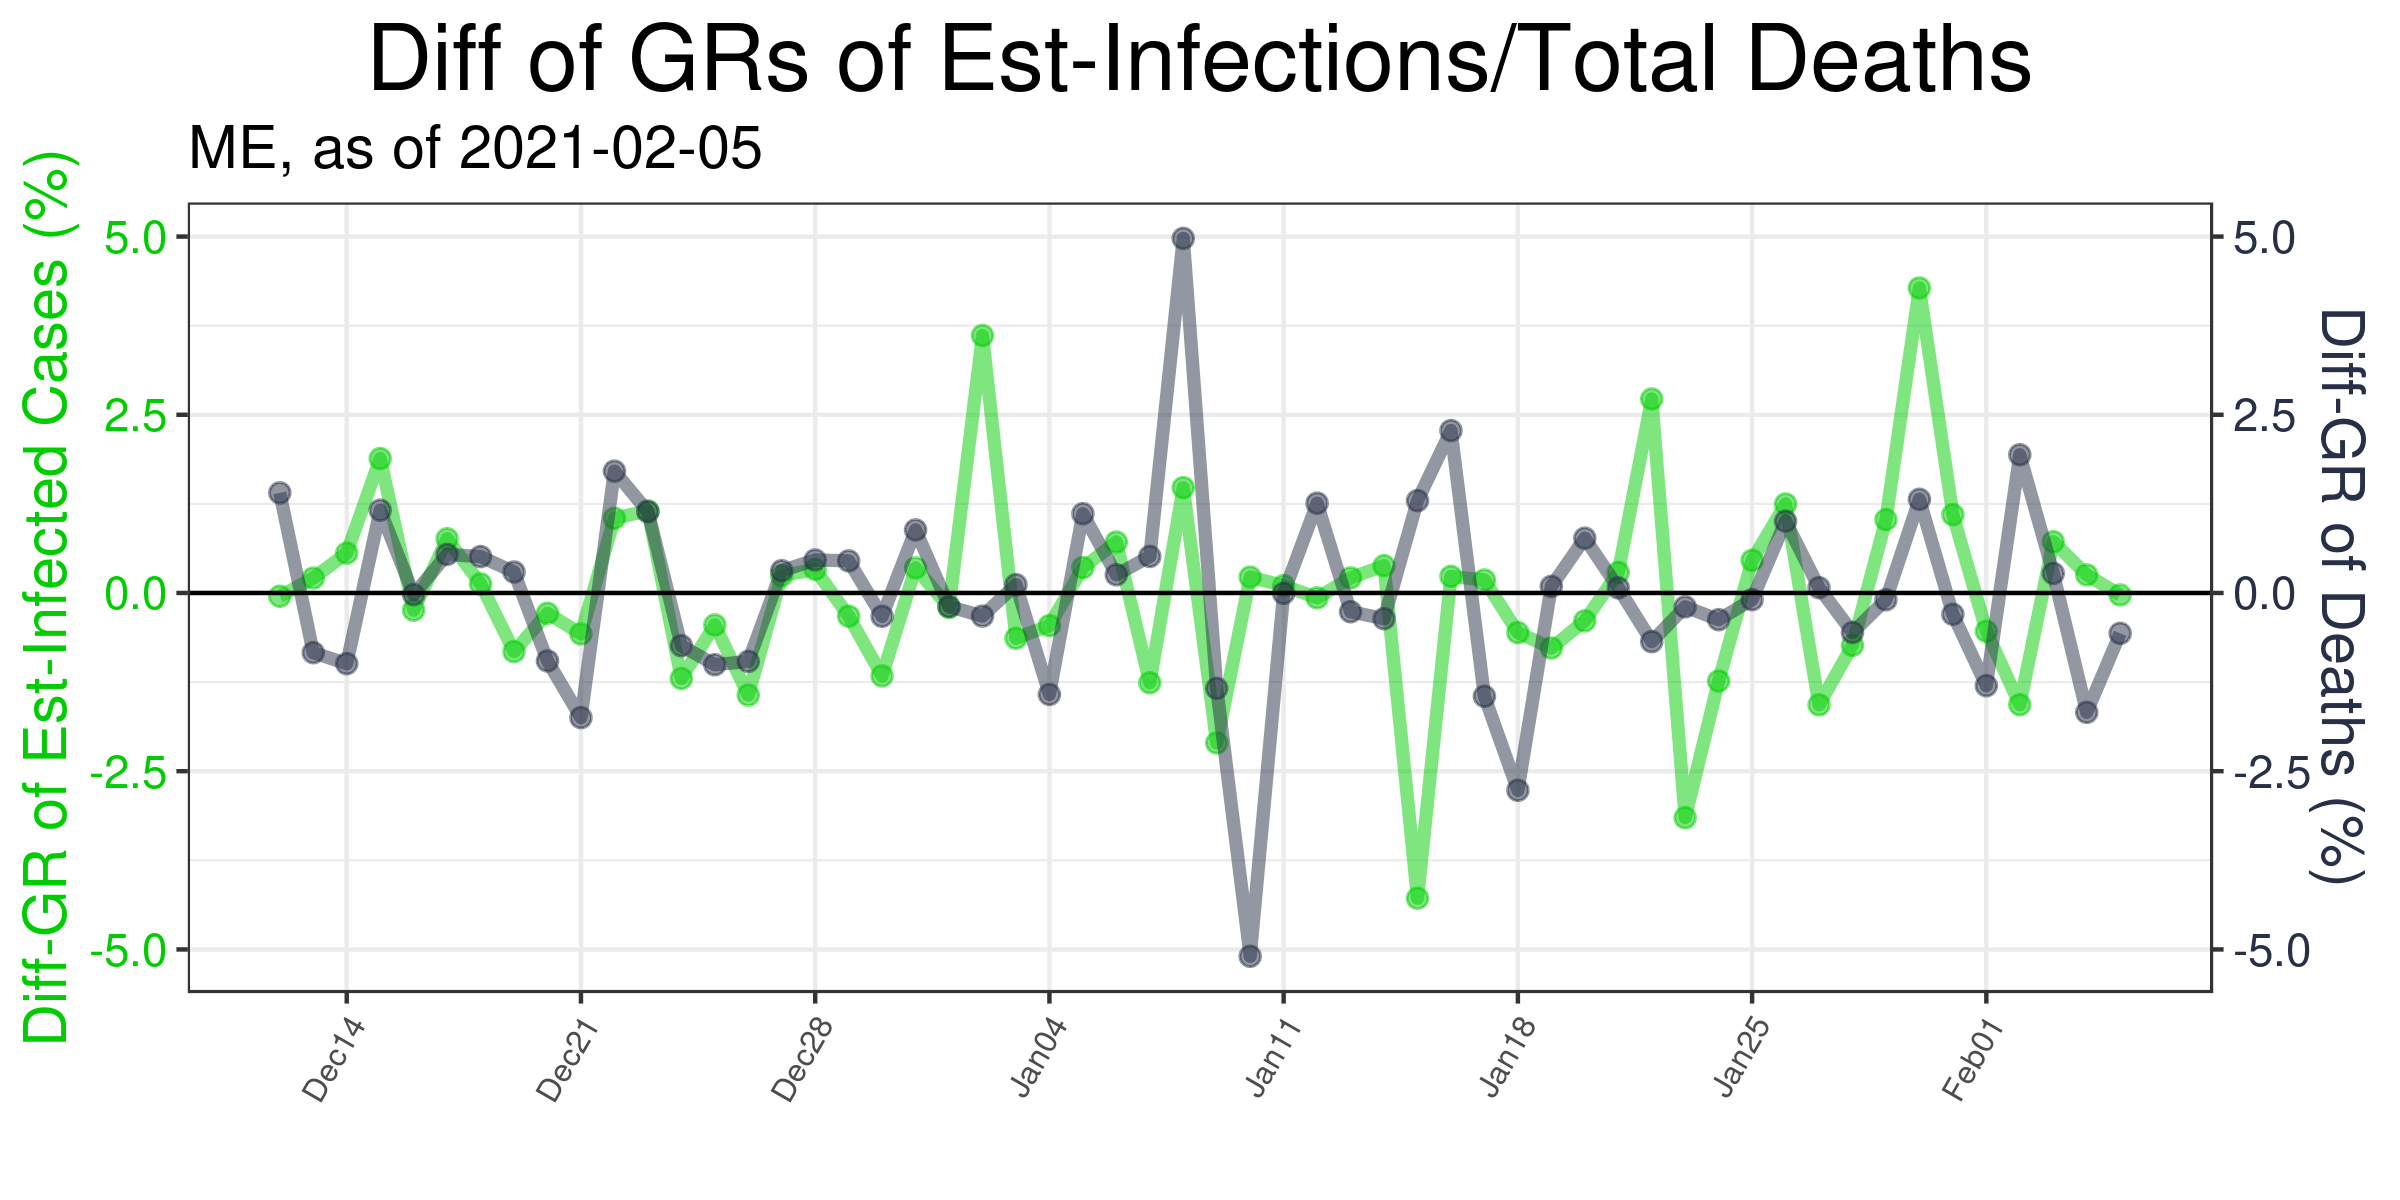 Diff of GRs of Est-Infections/Total Deaths
ME, as of 2021-02-05
Diff-GR of Est-Infected Cases (%)
5.0
2.5
0.0
-2.5
-5.0
5.0
2.5
0.0
-2.5
-5.0
Diff-GR of Deaths (%)
Dec14
Dec21
Dec28
Jan04
Jan11
Jan18
Jan25
Feb01